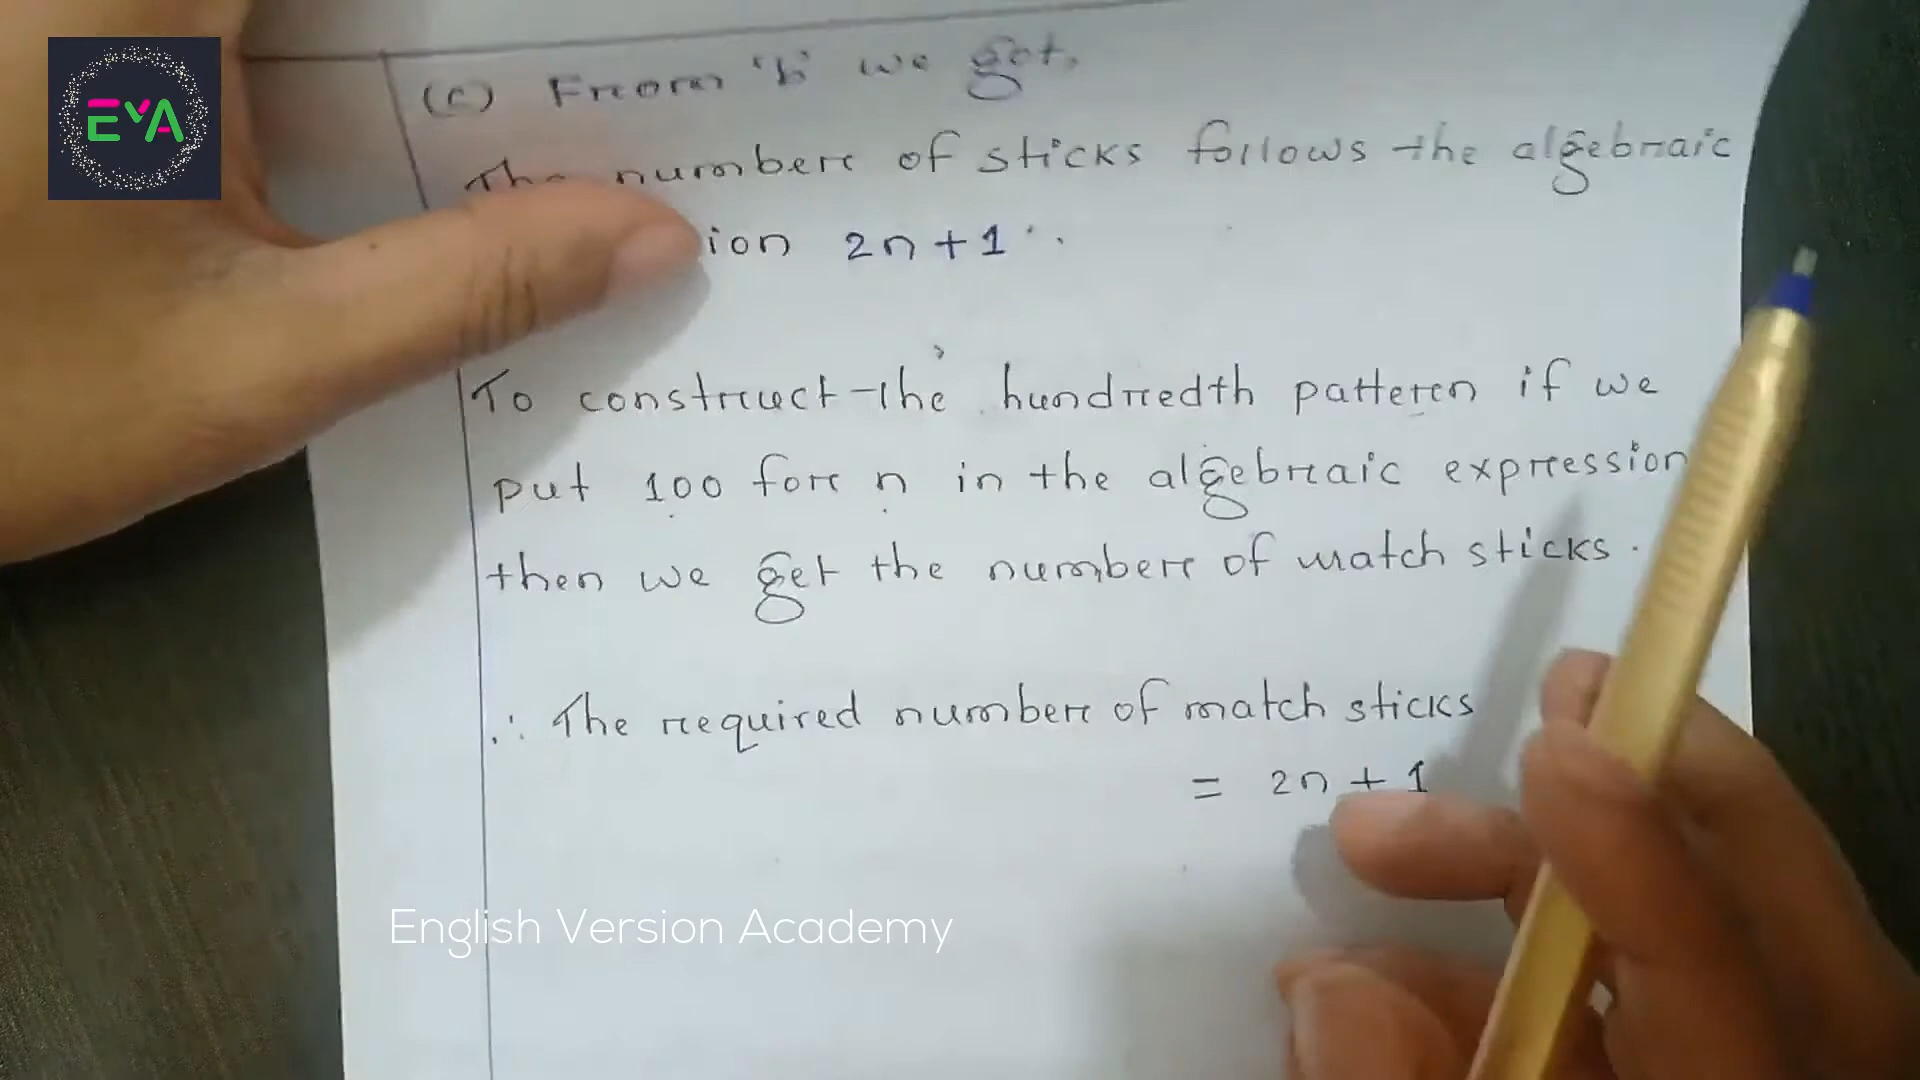 EVA
(c) From 'b' we get,
The number of sticks follows the algebraic
ion 2n+1.
To construct the hundredth pattern if we
put 100 for n in the algebraic expression
then we get the number of match sticks.
∴ The required number of match sticks
= 2n + 1
English Version Academy